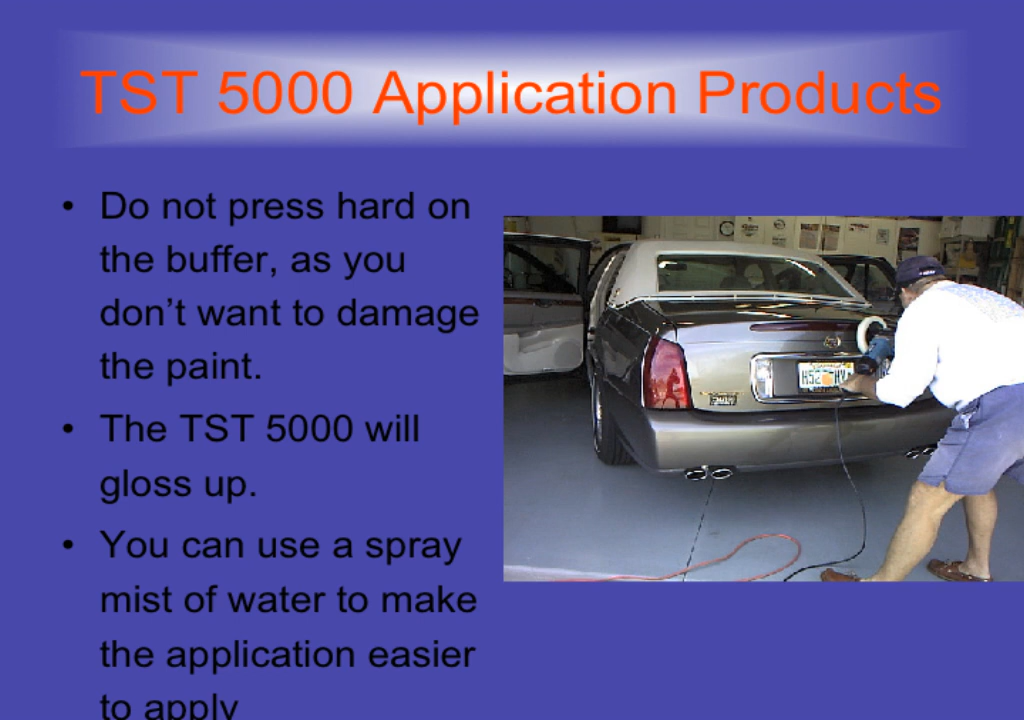 TST 5000 Application Products
• Do not press hard on
the buffer, as you
don’t want to damage
the paint.
• The TST 5000 will
gloss up.
• You can use a spray
mist of water to make
the application easier
to apply